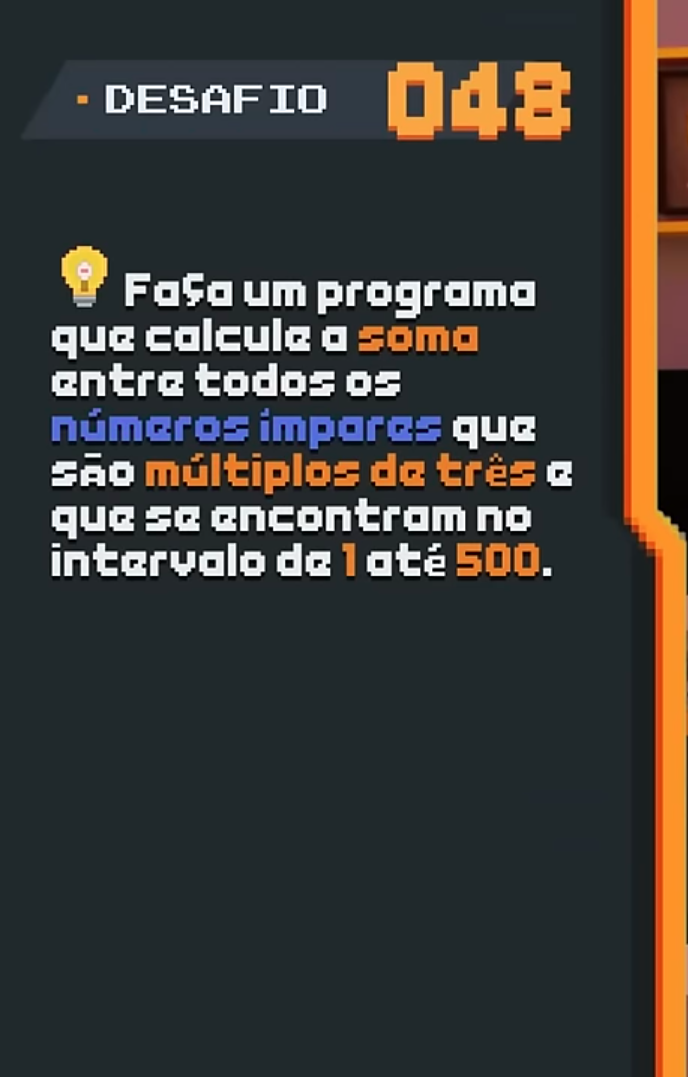 DESAFIO 048
Faça um programa
que calcule a soma
entre todos os
números ímpares que
são múltiplos de três e
que se encontram no
intervalo de 1 até 500.